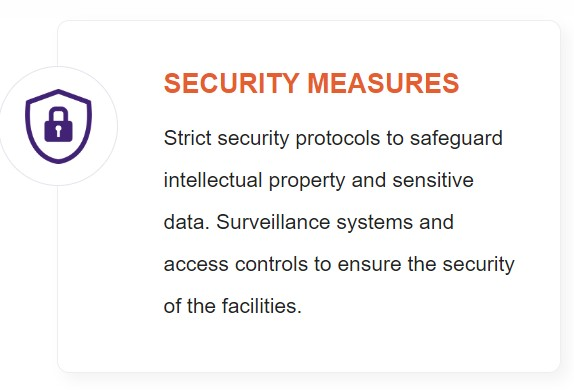 SECURITY MEASURES
Strict security protocols to safeguard
intellectual property and sensitive
data. Surveillance systems and
access controls to ensure the security
of the facilities.